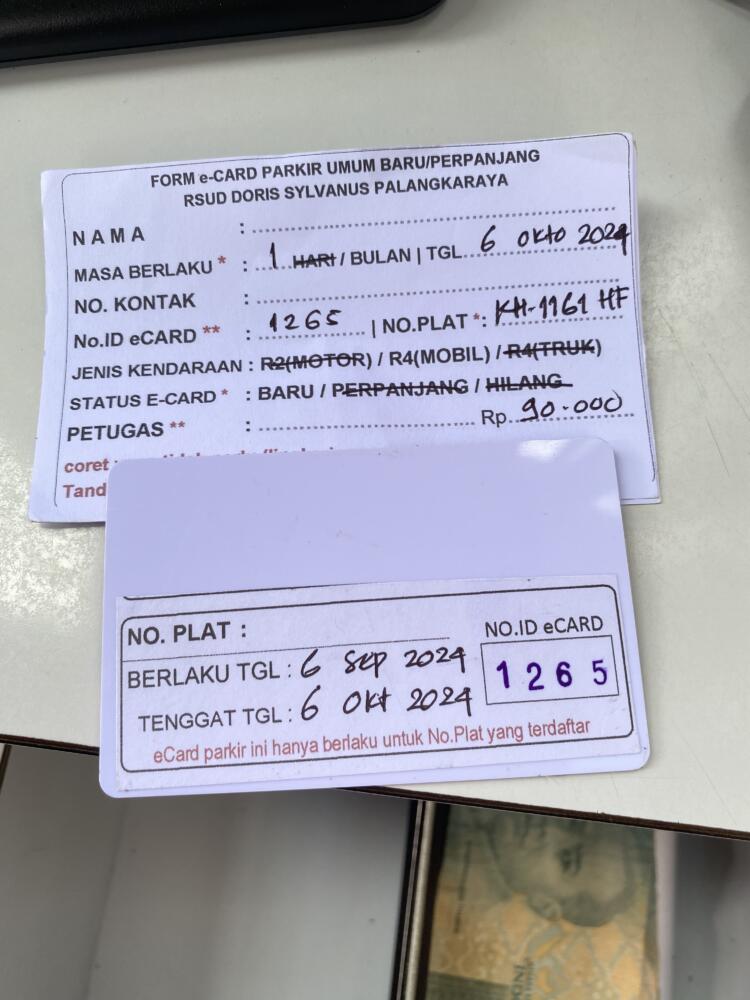 FORM e-CARD PARKIR UMUM BARU/PERPANJANG
RSUD DORIS SYLVANUS PALANGKARAYA
N A M A :
MASA BERLAKU * : 1 HARI / BULAN | TGL 6 Okto 2024
NO. KONTAK :
No.ID eCARD ** : 1265 | NO.PLAT *: KH-1161 HF
JENIS KENDARAAN : R2(MOTOR) / R4(MOBIL) / R4(TRUK)
STATUS E-CARD * : BARU / PERPANJANG / HILANG
PETUGAS ** : Rp. 90.000
coret
Tand
NO. PLAT :
NO.ID eCARD
BERLAKU TGL : 6 Sep 2024
1265
TENGGAT TGL : 6 Okt 2024
eCard parkir ini hanya berlaku untuk No.Plat yang terdaftar